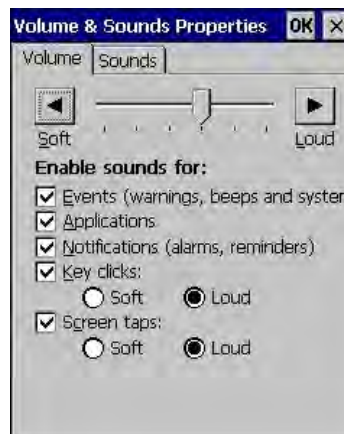 Volume & Sounds Properties OK ×
Volume Sounds
Soft Loud
Enable sounds for:
Events (warnings, beeps and syster
Applications
Notifications (alarms, reminders)
Key clicks:
Soft Loud
Screen taps:
Soft Loud